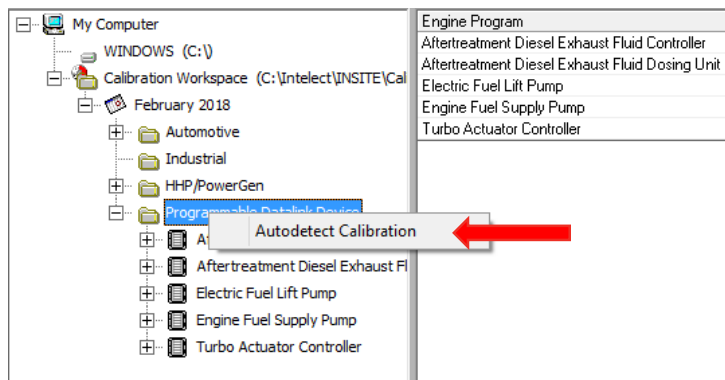 My Computer
WINDOWS (C:\)
Calibration Workspace (C:\Intelect\INSITE\Cal
February 2018
Automotive
Industrial
HHP/PowerGen
Programmable Datalink Device
Autodetect Calibration
Aftertreatment Diesel Exhaust Fl
Electric Fuel Lift Pump
Engine Fuel Supply Pump
Turbo Actuator Controller
Engine Program
Aftertreatment Diesel Exhaust Fluid Controller
Aftertreatment Diesel Exhaust Fluid Dosing Unit
Electric Fuel Lift Pump
Engine Fuel Supply Pump
Turbo Actuator Controller